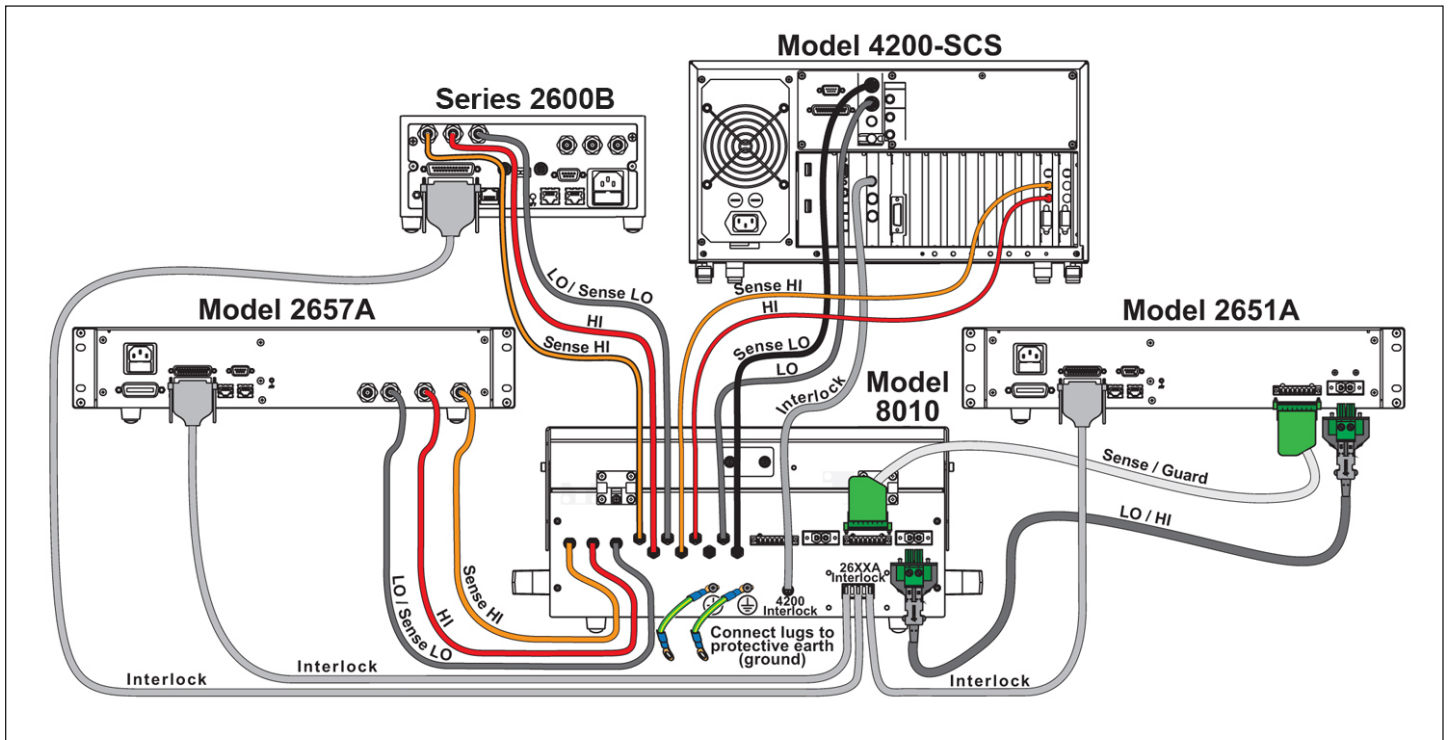 Model 4200-SCS
Series 2600B
LO / Sense LO
HI
Sense HI
Sense HI
HI
Sense LO
LO
Interlock
Model 2657A
Model 2651A
Model
8010
Sense / Guard
LO / HI
LO / Sense LO
HI
Sense HI
26XXA
Interlock
4200
Interlock
Connect lugs to
protective earth
(ground)
Interlock
Interlock
Interlock